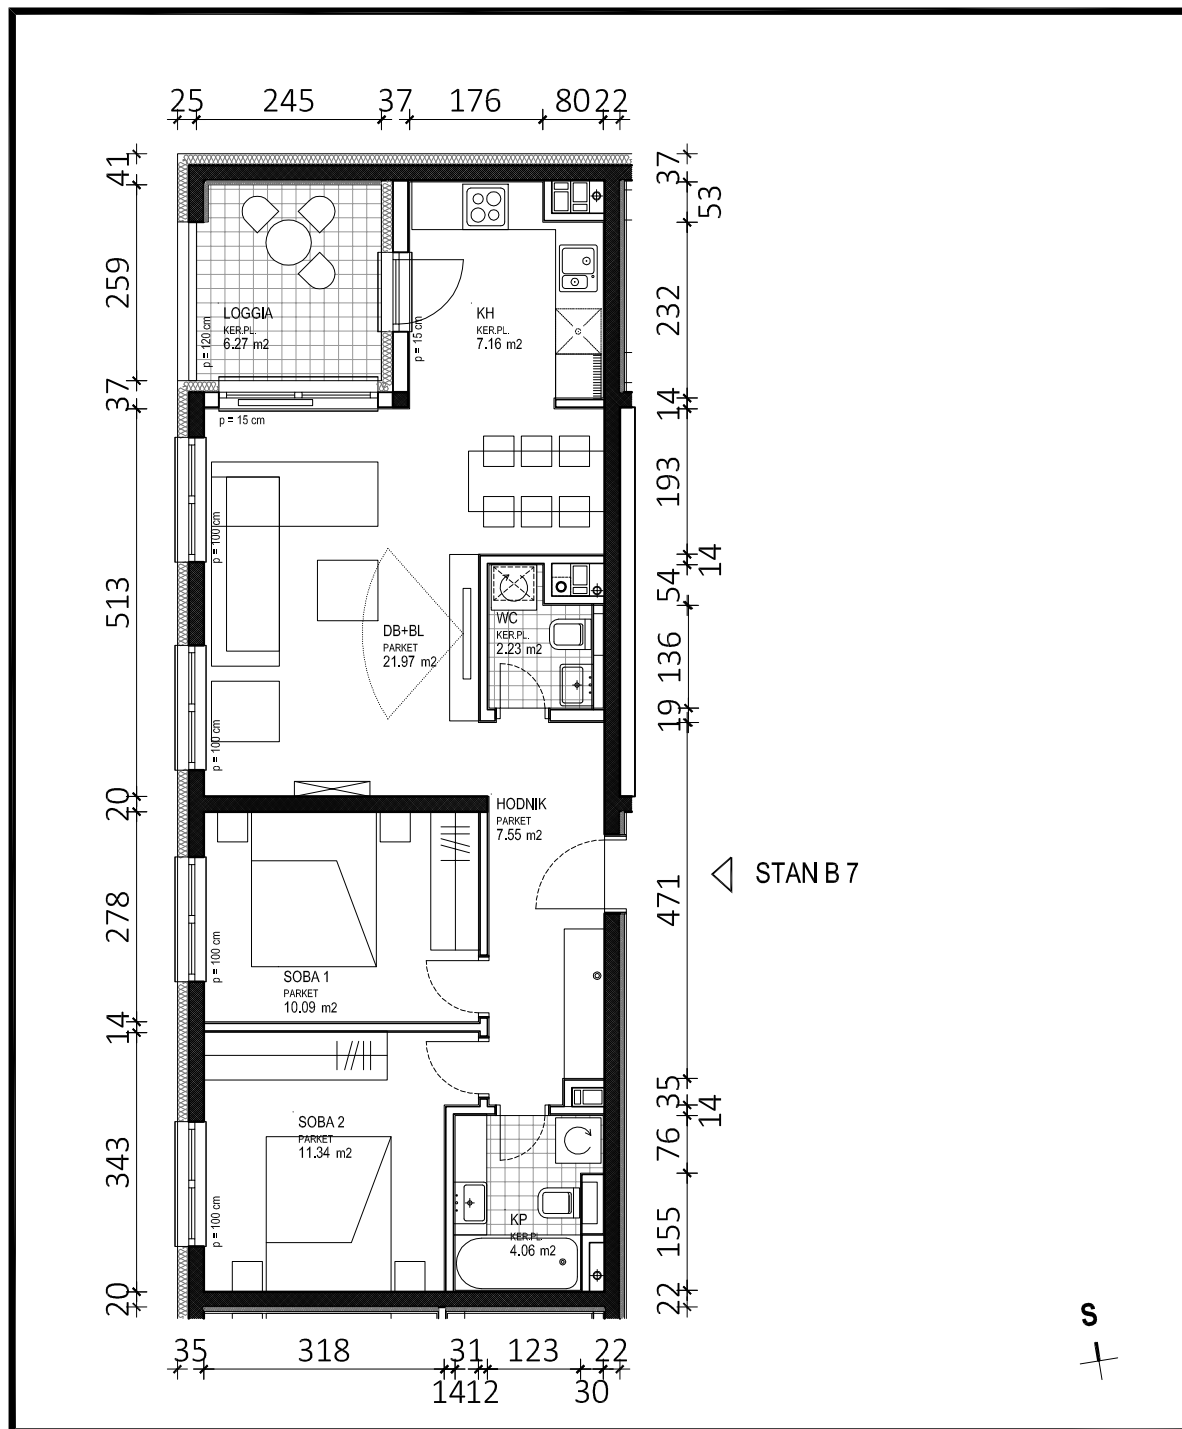 25 245 37 176 80 22
41
259
37
513
20
278
14
343
20
37
53
232
14
193
14
54
136
19
471
35
14
76
155
22
LOGGIA
KER.PL.
6.27 m2
p = 120 cm
p = 15 cm
KH
KER.PL.
7.16 m2
p = 15 cm
p = 100 cm
DB+BL
PARKET
21.97 m2
WC
KER.PL.
2.23 m2
p = 100 cm
HODNIK
PARKET
7.55 m2
STAN B 7
p = 100 cm
SOBA 1
PARKET
10.09 m2
SOBA 2
PARKET
11.34 m2
p = 100 cm
KP
KER.PL.
4.06 m2
S
35 318 31 123 22
14 12 30